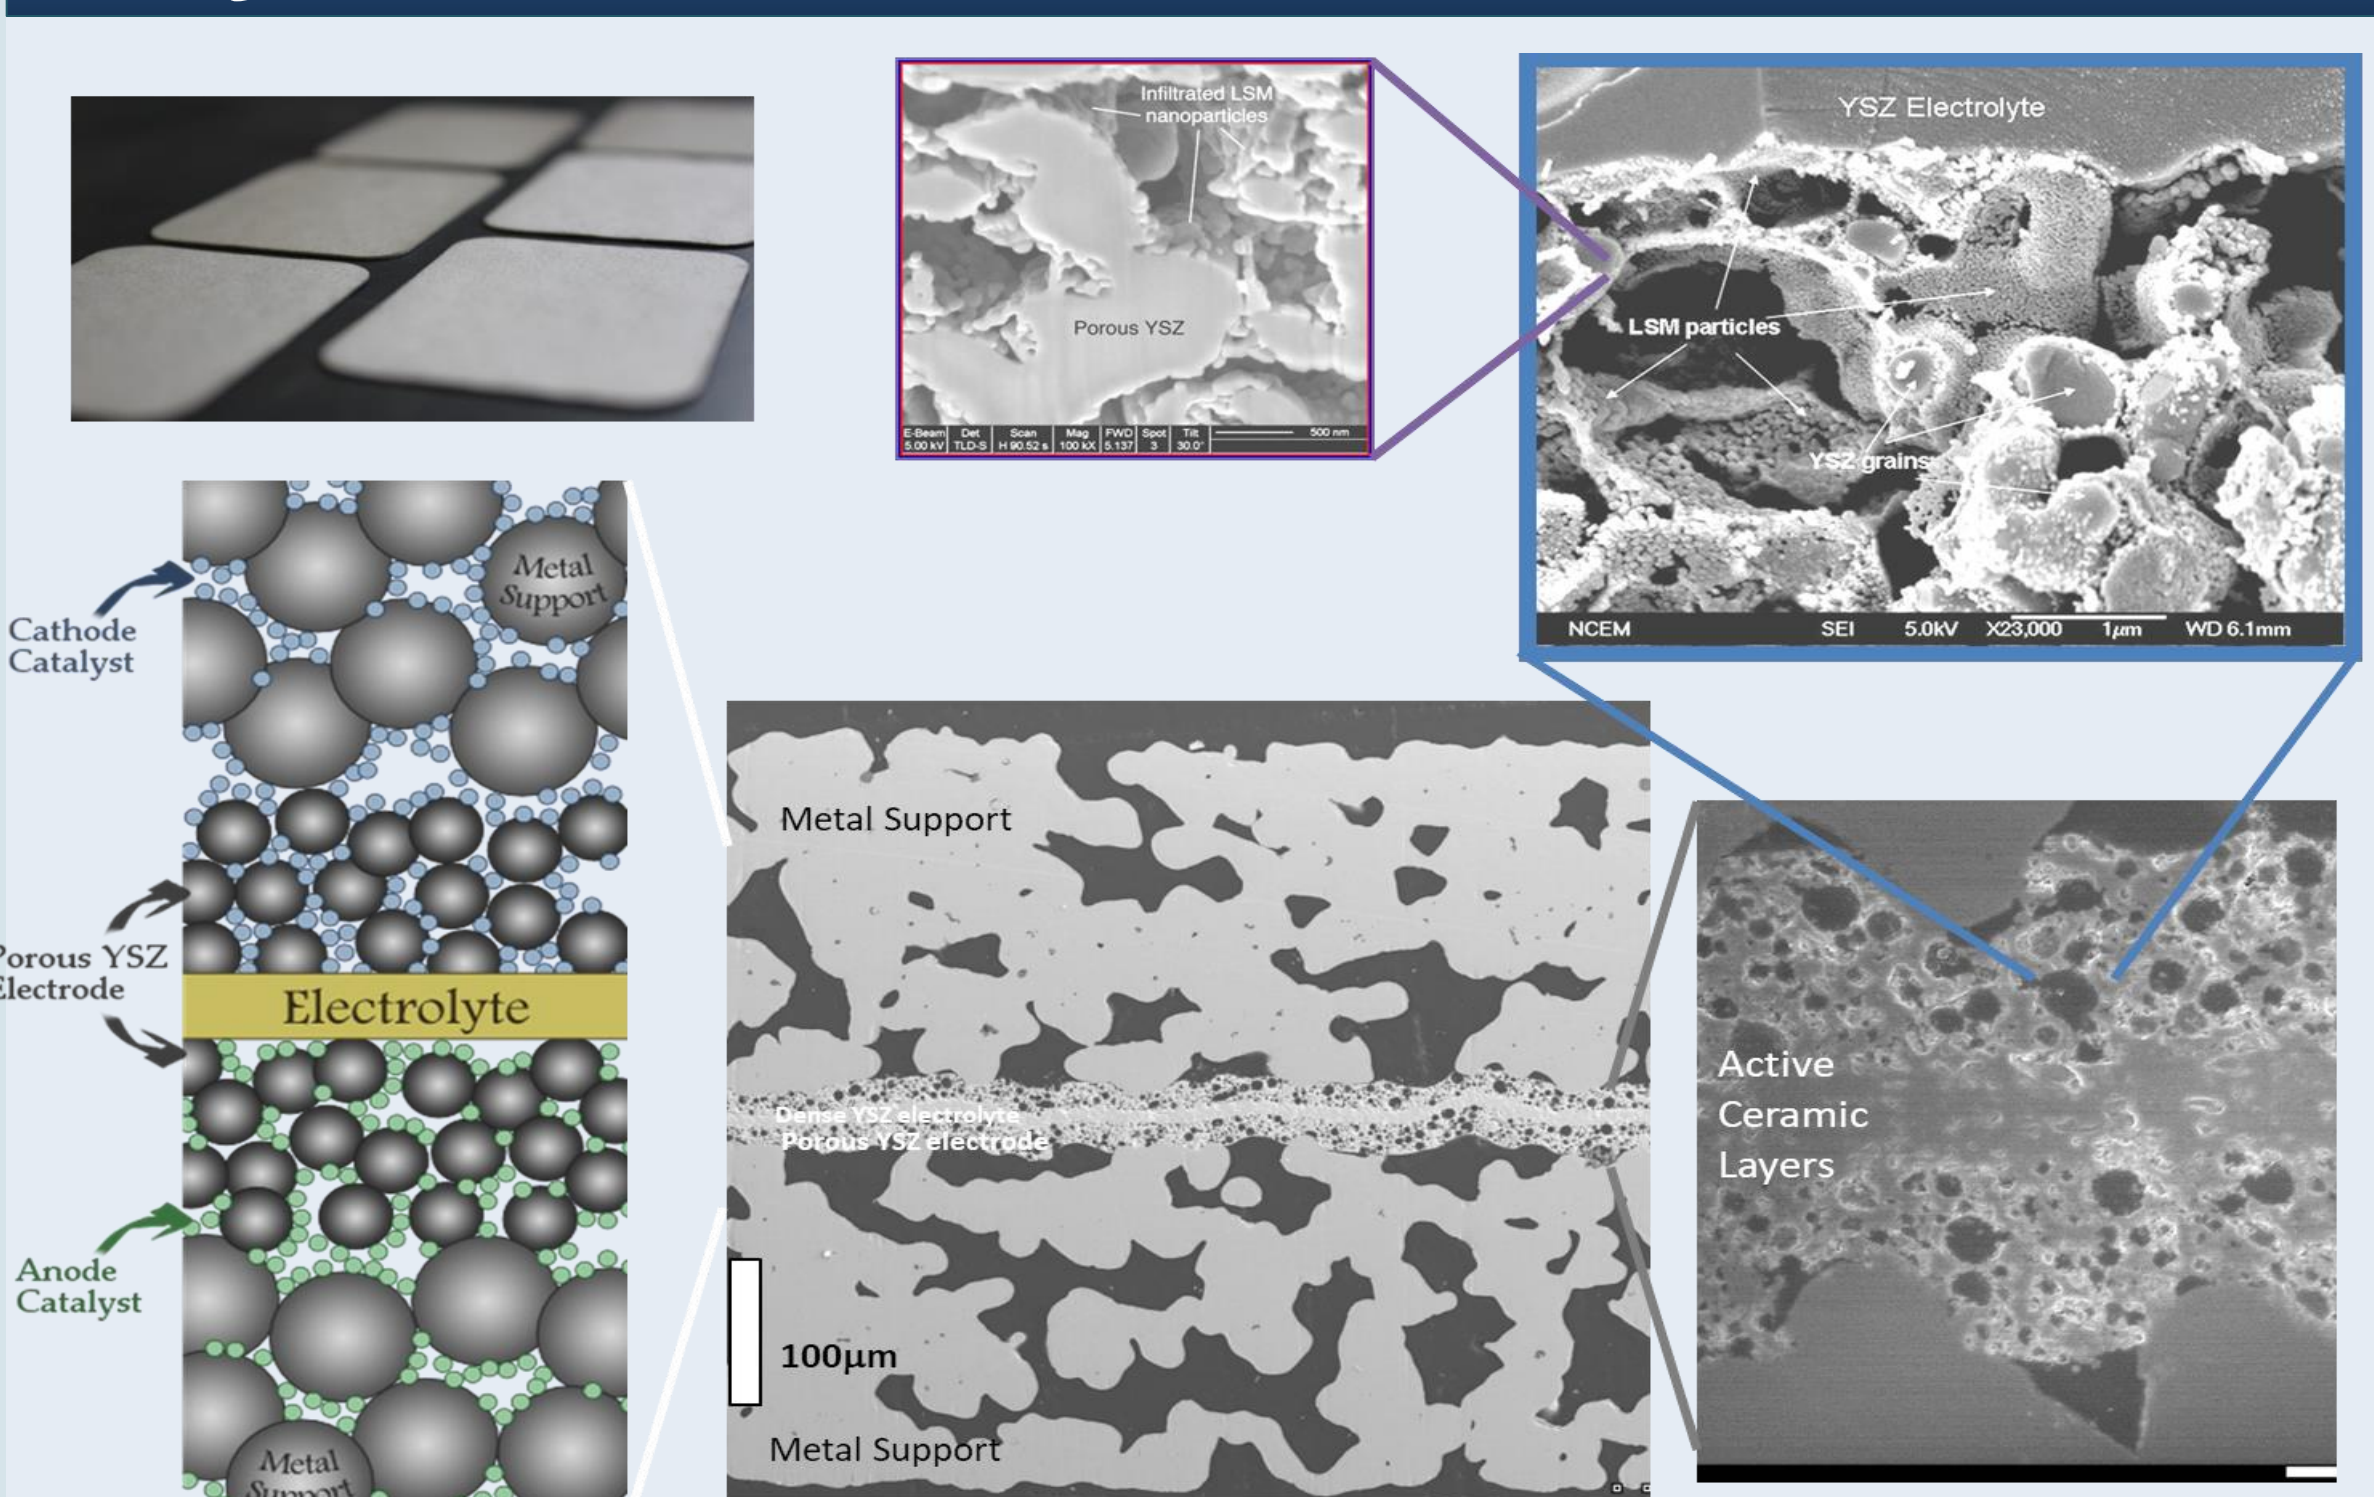 Infiltrated LSM
nanoparticles
Porous YSZ
E-Beam Det Scan Mag FWD Spot Tilt 500 nm
5.00 kV TLD-S H 90.52 s 100 kX 5.137 3 30.0°
YSZ Electrolyte
LSM particles
YSZ grains
NCEM SEI 5.0kV X23,000 1μm WD 6.1mm
Metal
Support
Cathode
Catalyst
Porous YSZ
Electrode
Electrolyte
Anode
Catalyst
Metal
Support
Metal Support
Dense YSZ electrolyte
Porous YSZ electrode
100μm
Metal Support
Active
Ceramic
Layers